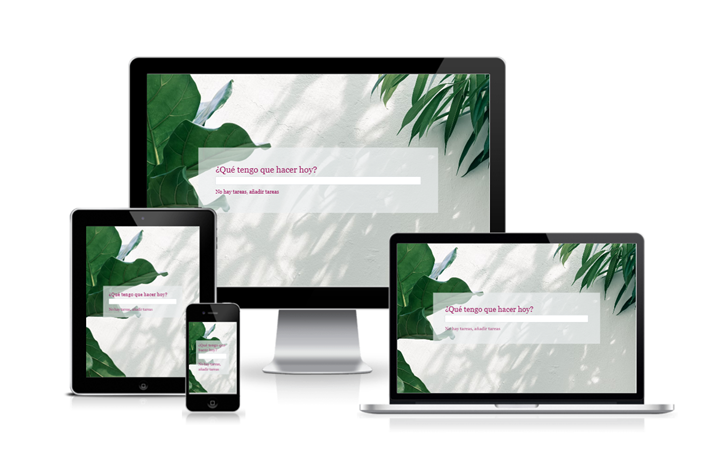 ¿Qué tengo que hacer hoy?
No hay tareas, añadir tareas
¿Qué tengo que hacer hoy?
No hay tareas, añadir tareas
¿Qué tengo que
hacer hoy?
No hay tareas,
añadir tareas
¿Qué tengo que hacer hoy?
No hay tareas, añadir tareas